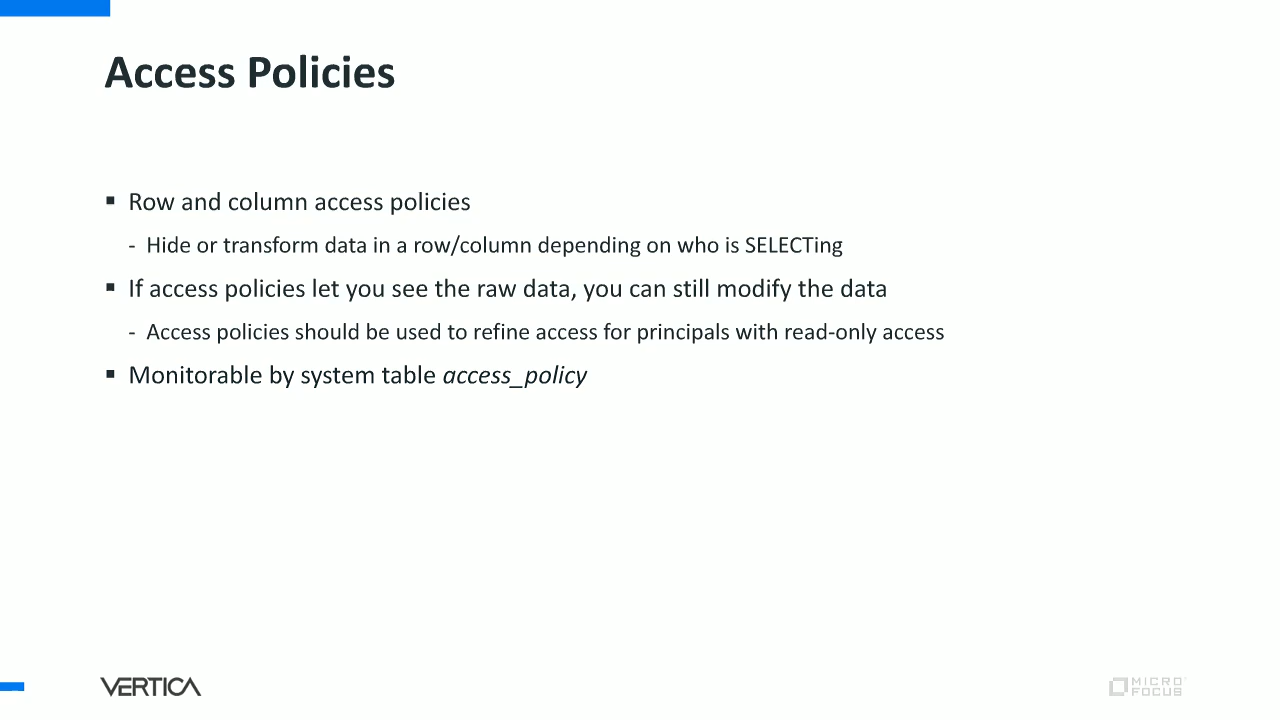 Access Policies
▪ Row and column access policies
- Hide or transform data in a row/column depending on who is SELECTing
▪ If access policies let you see the raw data, you can still modify the data
- Access policies should be used to refine access for principals with read-only access
▪ Monitorable by system table access_policy
VERTICA
MICRO
FOCUS